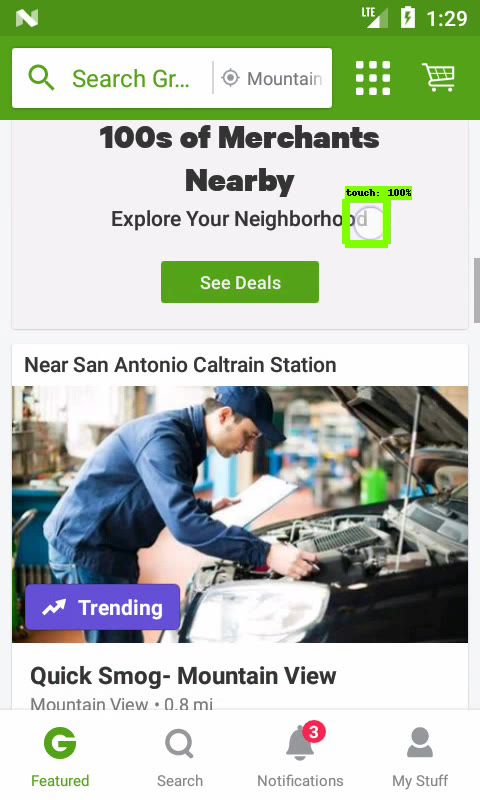 LTE 1:29
Search Gr... Mountain
100s of Merchants
Nearby
touch: 100%
Explore Your Neighborhood
See Deals
Near San Antonio Caltrain Station
Trending
Quick Smog- Mountain View
Mountain View • 0.8 mi
3
Featured Search Notifications My Stuff